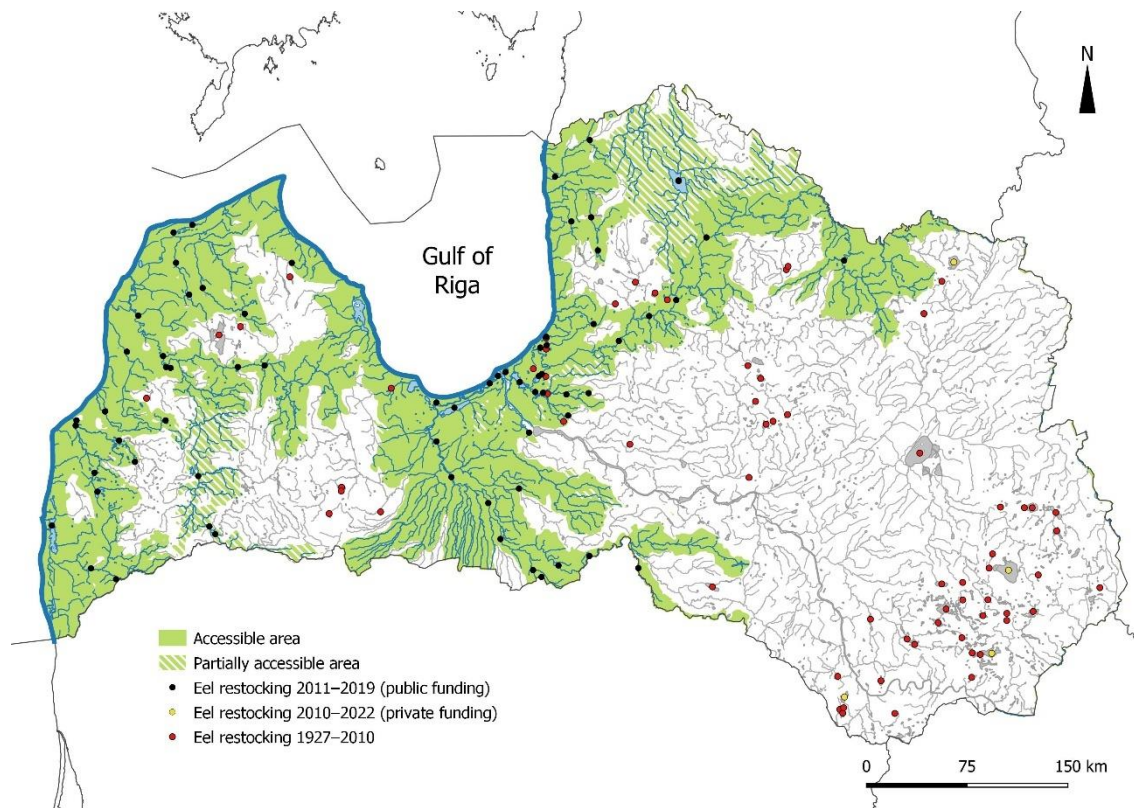 N
Gulf of
Riga
Accessible area
Partially accessible area
Eel restocking 2011–2019 (public funding)
Eel restocking 2010–2022 (private funding)
Eel restocking 1927–2010
0 75 150 km